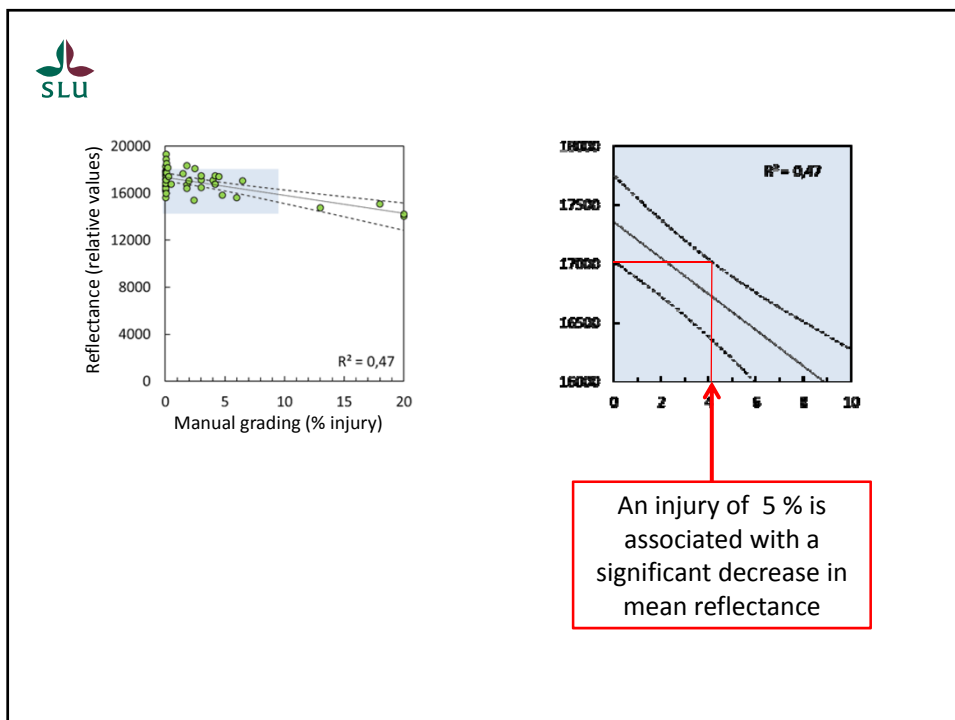 SLU
Reflectance (relative values)
20000
16000
12000
8000
4000
0
R² = 0,47
0 5 10 15 20
Manual grading (% injury)
18000
17500
17000
16500
16000
R² = 0,47
0 2 4 6 8 10
An injury of 5 % is
associated with a
significant decrease in
mean reflectance